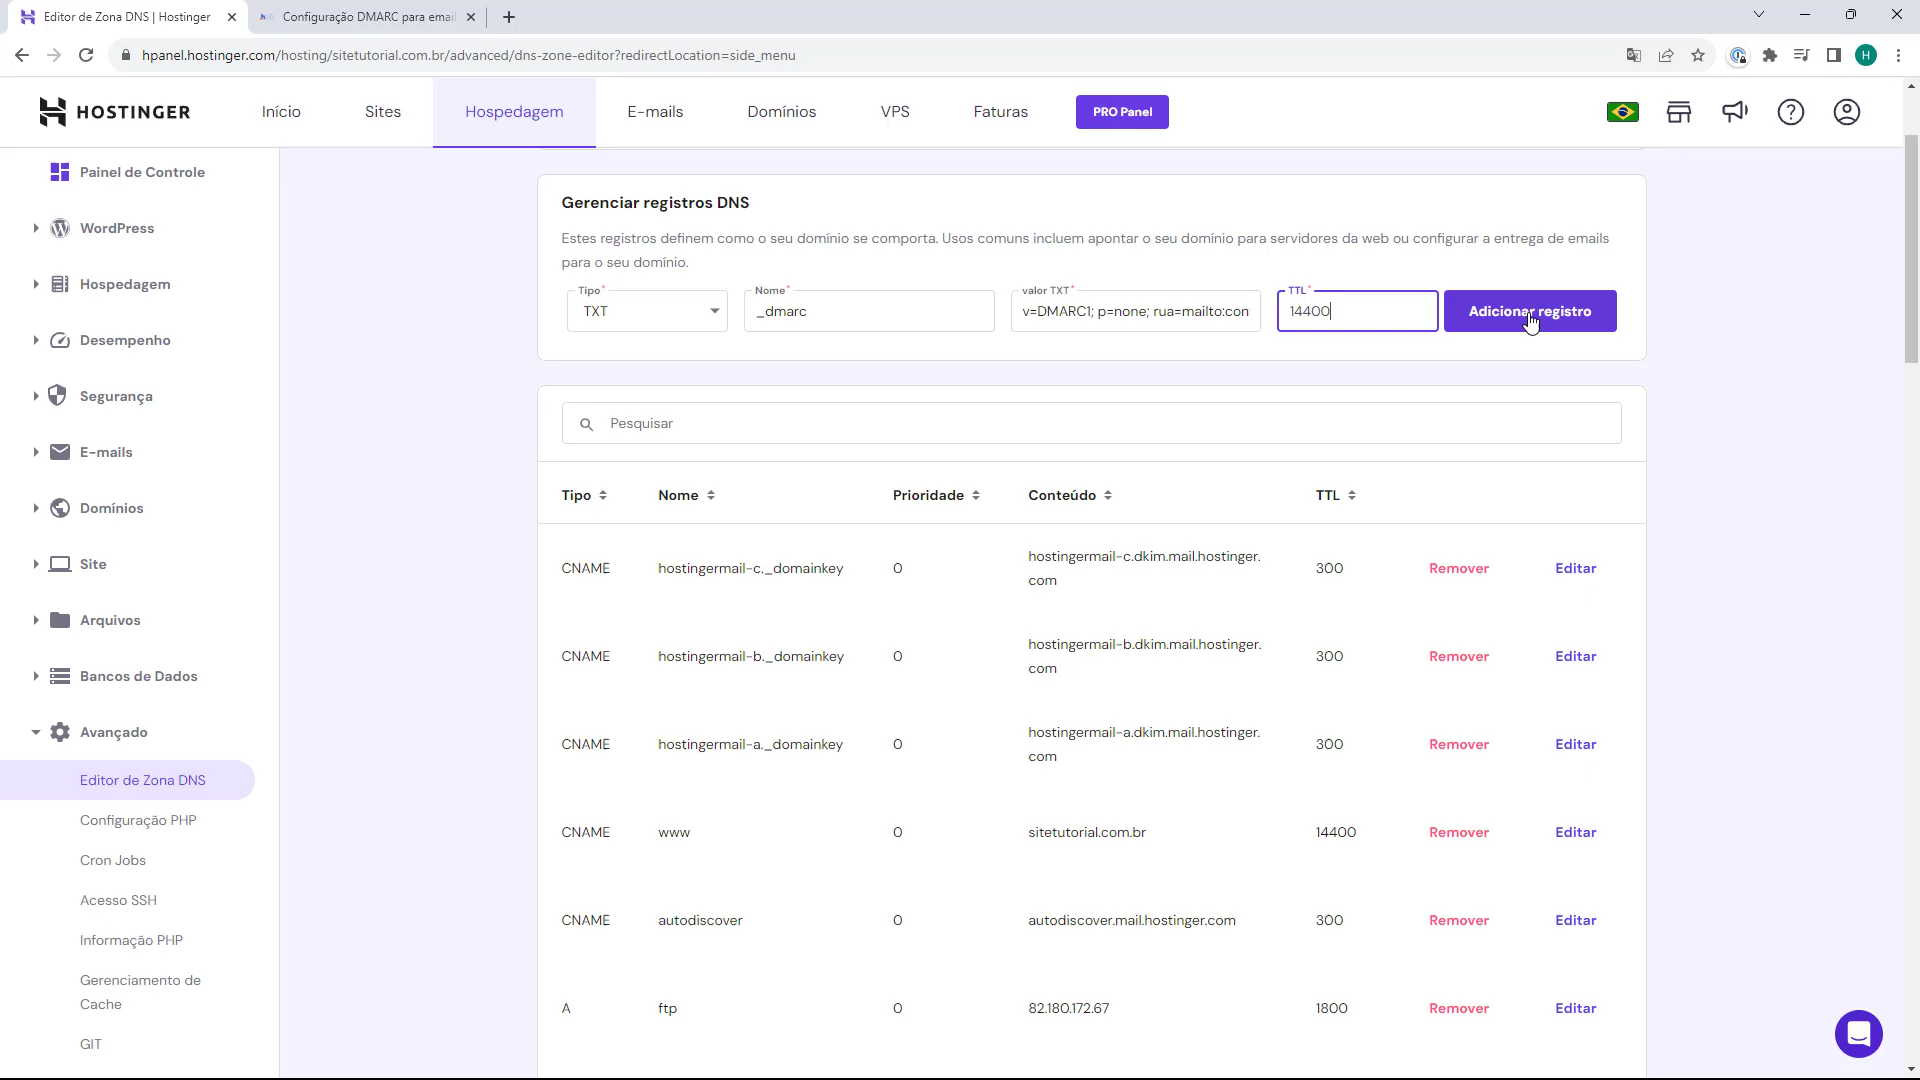 Editor de Zona DNS | Hostinger
Configuração DMARC para email
hpanel.hostinger.com/hosting/sitetutorial.com.br/advanced/dns-zone-editor?redirectLocation=side_menu
H
HOSTINGER
Início
Sites
Hospedagem
E-mails
Domínios
VPS
Faturas
PRO Panel
Painel de Controle
WordPress
Hospedagem
Desempenho
Segurança
E-mails
Domínios
Site
Arquivos
Bancos de Dados
Avançado
Editor de Zona DNS
Configuração PHP
Cron Jobs
Acesso SSH
Informação PHP
Gerenciamento de
Cache
GIT
Gerenciar registros DNS
Estes registros definem como o seu domínio se comporta. Usos comuns incluem apontar o seu domínio para servidores da web ou configurar a entrega de emails
para o seu domínio.
Tipo*
TXT
Nome*
_dmarc
valor TXT*
v=DMARC1; p=none; rua=mailto:con
TTL*
14400
Adicionar registro
Pesquisar
Tipo Nome Prioridade Conteúdo TTL
CNAME hostingermail-c._domainkey 0 hostingermail-c.dkim.mail.hostinger.
com 300 Remover Editar
CNAME hostingermail-b._domainkey 0 hostingermail-b.dkim.mail.hostinger.
com 300 Remover Editar
CNAME hostingermail-a._domainkey 0 hostingermail-a.dkim.mail.hostinger.
com 300 Remover Editar
CNAME www 0 sitetutorial.com.br 14400 Remover Editar
CNAME autodiscover 0 autodiscover.mail.hostinger.com 300 Remover Editar
A ftp 0 82.180.172.67 1800 Remover Editar